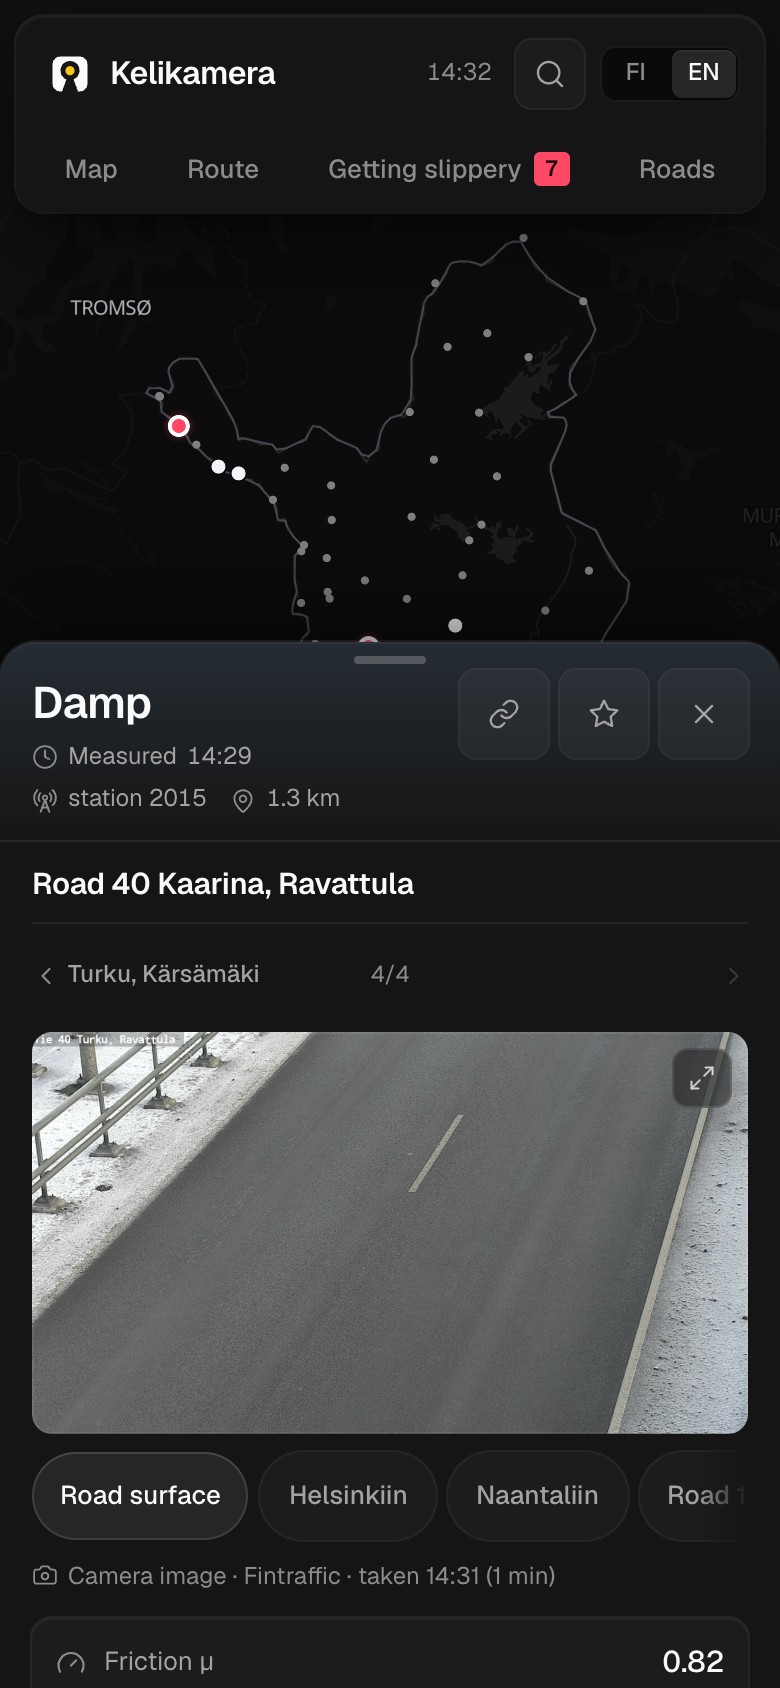 Kelikamera
14:32
FI
EN
Map
Route
Getting slippery 7
Roads
TROMSØ
Damp
Measured 14:29
station 2015
1.3 km
Road 40 Kaarina, Ravattula
Turku, Kärsämäki
4/4
Tie 40 Turku, Ravattula
Road surface
Helsinkiin
Naantaliin
Road 1
Camera image · Fintraffic · taken 14:31 (1 min)
Friction µ
0.82